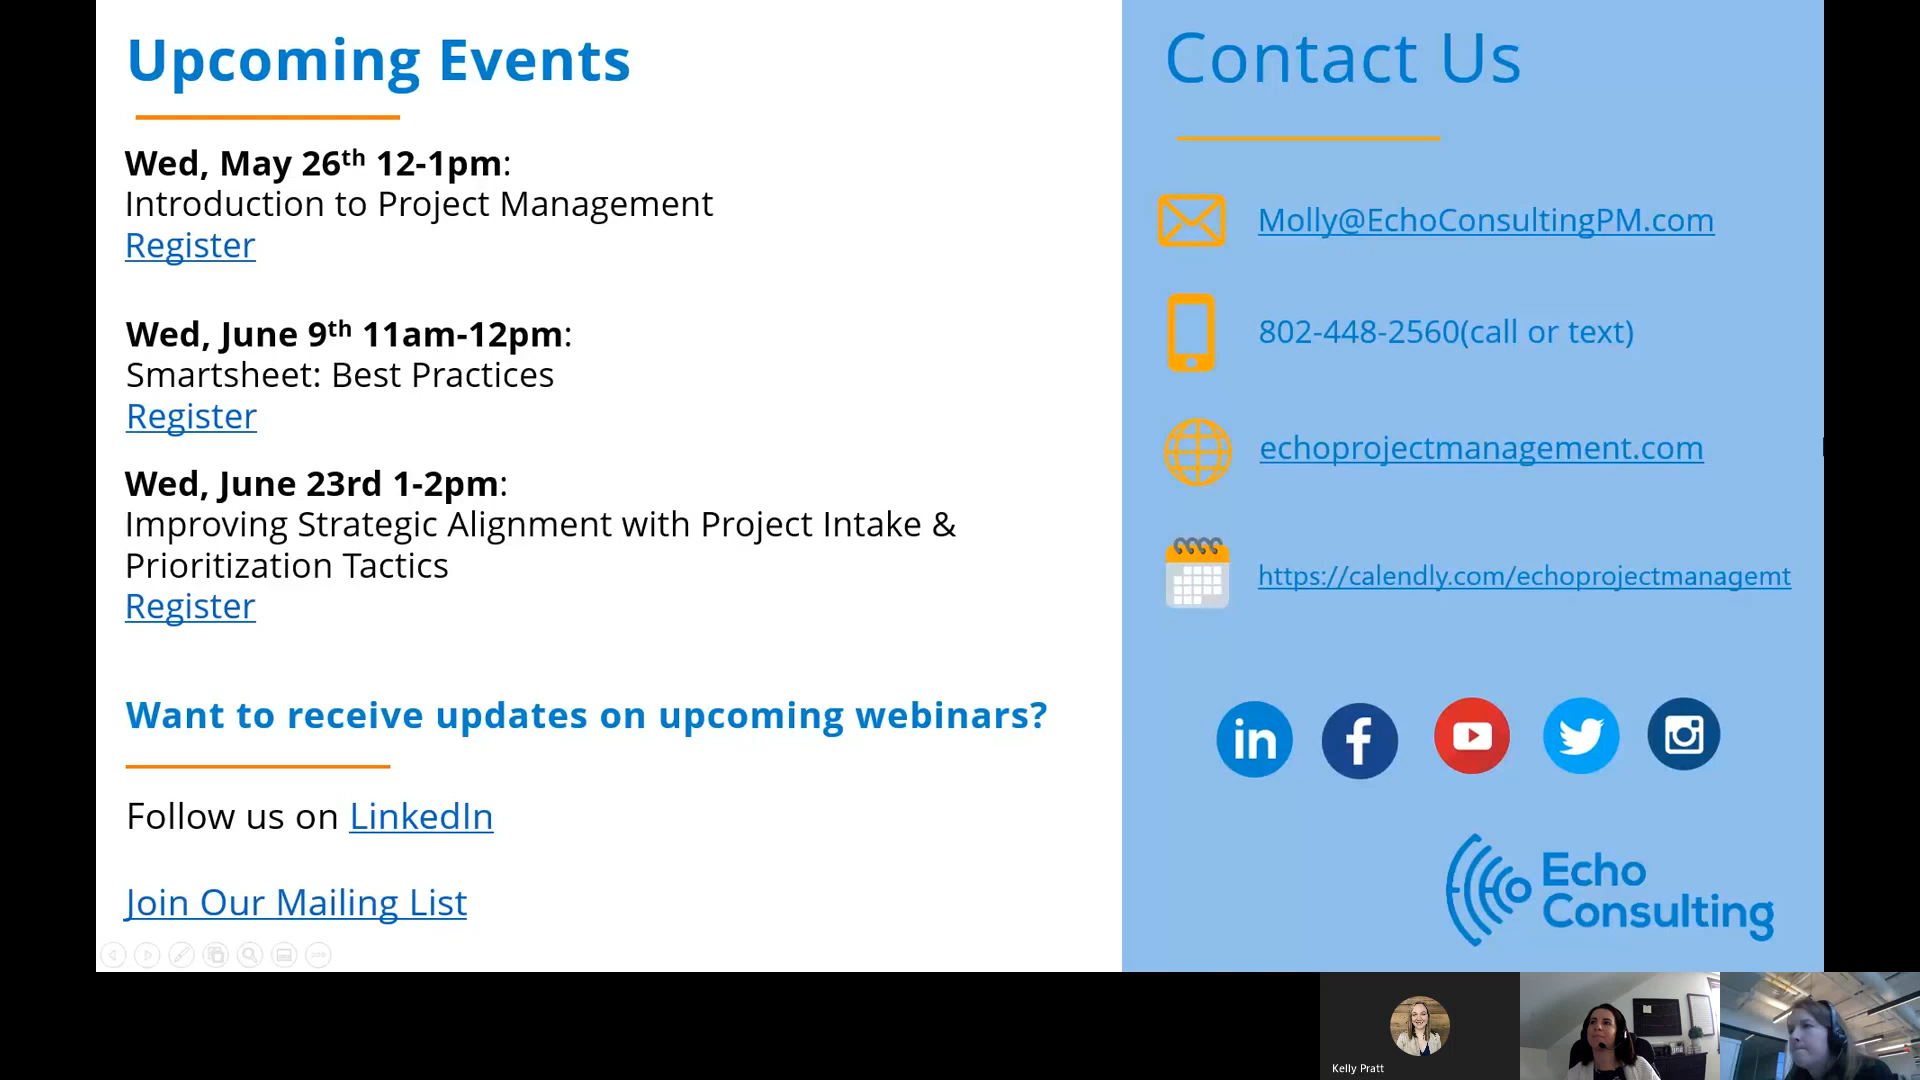 Upcoming Events
Wed, May 26th 12-1pm:
Introduction to Project Management
Register
Wed, June 9th 11am-12pm:
Smartsheet: Best Practices
Register
Wed, June 23rd 1-2pm:
Improving Strategic Alignment with Project Intake &
Prioritization Tactics
Register
Want to receive updates on upcoming webinars?
Follow us on LinkedIn
Join Our Mailing List
Contact Us
Molly@EchoConsultingPM.com
802-448-2560(call or text)
echoprojectmanagement.com
https://calendly.com/echoprojectmanagemt
in
f
Echo
Consulting
Kelly Pratt